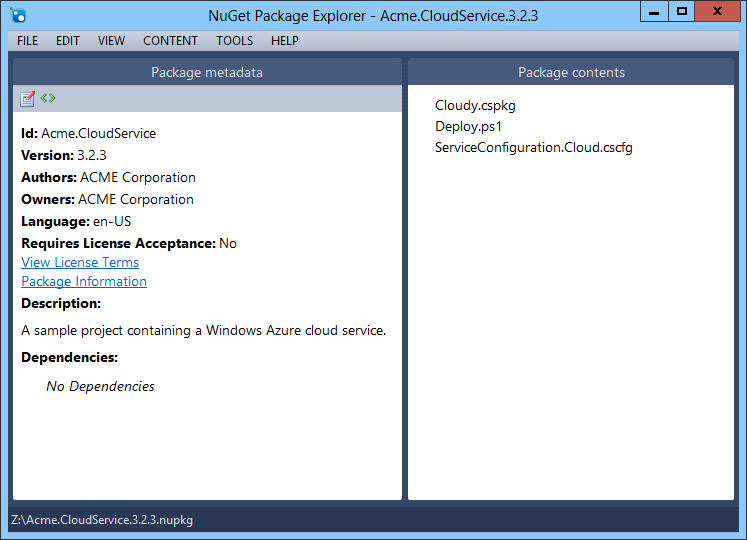 NuGet Package Explorer - Acme.CloudService.3.2.3
FILE EDIT VIEW CONTENT TOOLS HELP
Package metadata
Id: Acme.CloudService
Version: 3.2.3
Authors: ACME Corporation
Owners: ACME Corporation
Language: en-US
Requires License Acceptance: No
View License Terms
Package Information
Description:
A sample project containing a Windows Azure cloud service.
Dependencies:
No Dependencies
Package contents
Cloudy.cspkg
Deploy.ps1
ServiceConfiguration.Cloud.cscfg
Z:\Acme.CloudService.3.2.3.nupkg